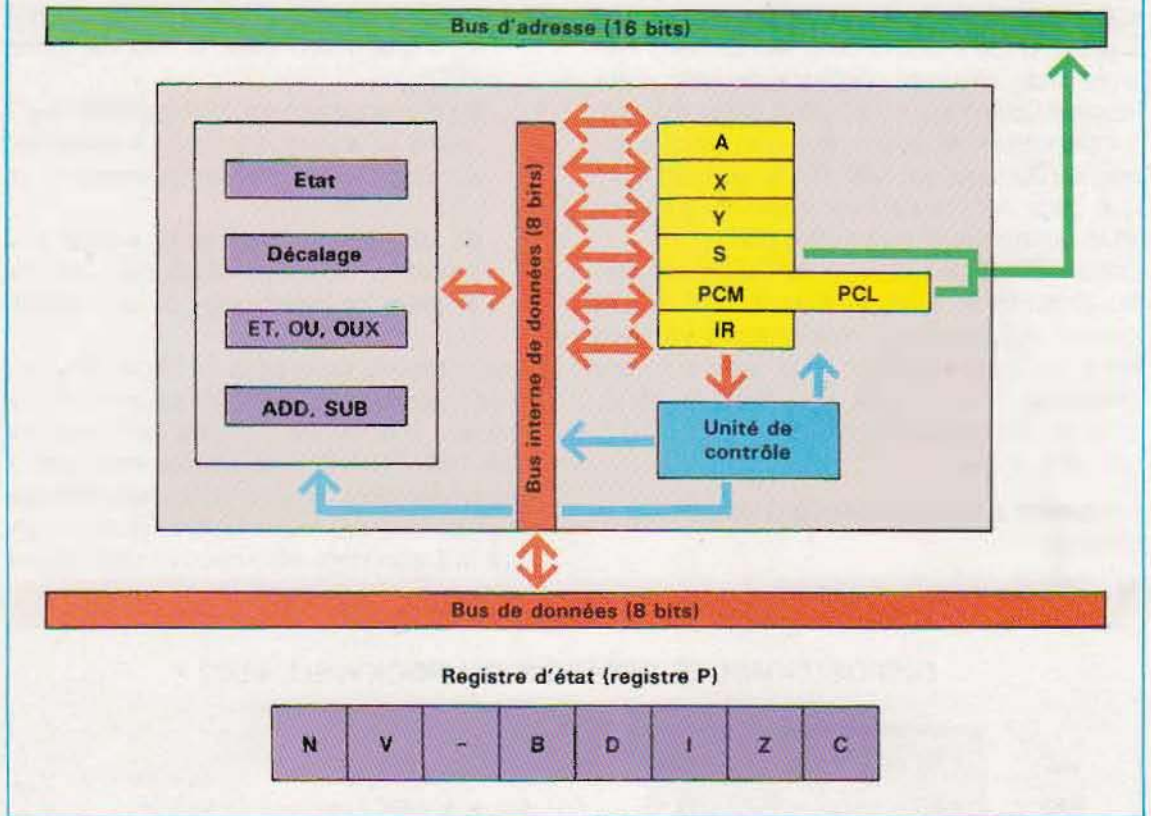 Bus d'adresse (16 bits)
Etat
Décalage
ET, OU, OUX
ADD, SUB
Bus interne de données (8 bits)
A
X
Y
S
PCM PCL
IR
Unité de
contrôle
Bus de données (8 bits)
Registre d'état (registre P)
N V - B D I Z C